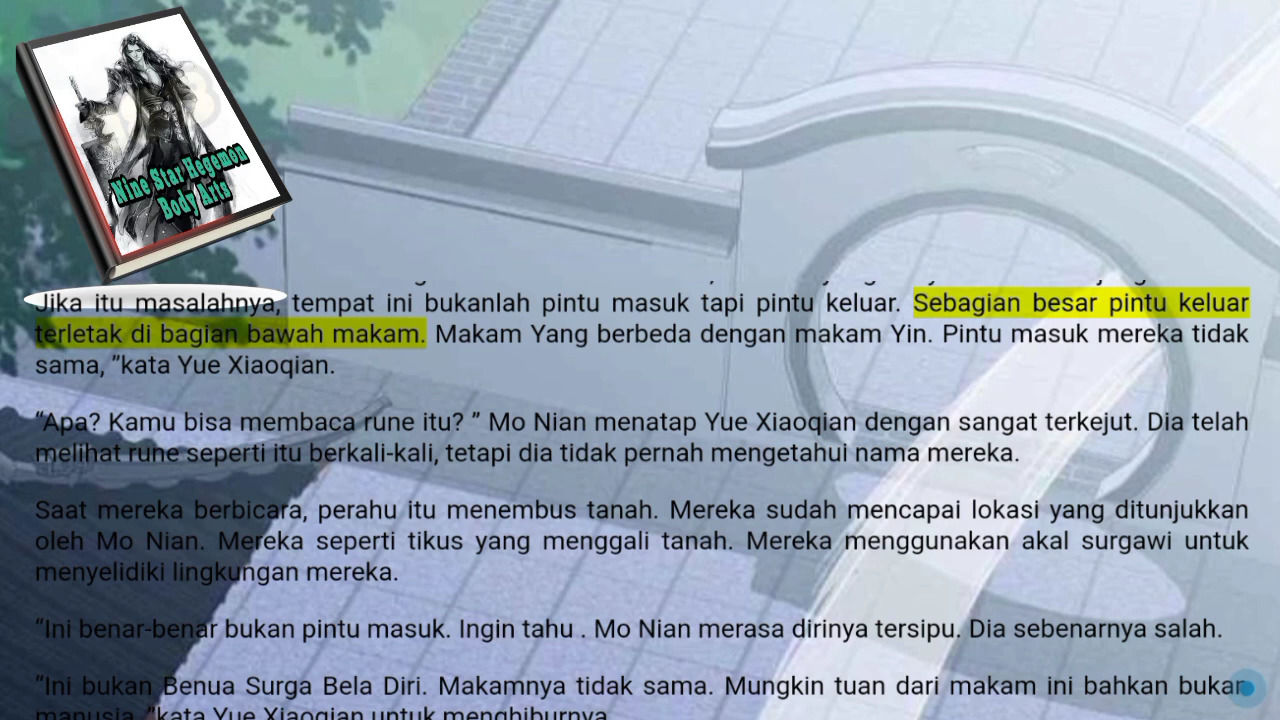 Nine Star Hegemon
Body Arts
Jika itu masalahnya, tempat ini bukanlah pintu masuk tapi pintu keluar. Sebagian besar pintu keluar
terletak di bagian bawah makam. Makam Yang berbeda dengan makam Yin. Pintu masuk mereka tidak
sama, ”kata Yue Xiaoqian.
“Apa? Kamu bisa membaca rune itu? ” Mo Nian menatap Yue Xiaoqian dengan sangat terkejut. Dia telah
melihat rune seperti itu berkali-kali, tetapi dia tidak pernah mengetahui nama mereka.
Saat mereka berbicara, perahu itu menembus tanah. Mereka sudah mencapai lokasi yang ditunjukkan
oleh Mo Nian. Mereka seperti tikus yang menggali tanah. Mereka menggunakan akal surgawi untuk
menyelidiki lingkungan mereka.
“Ini benar-benar bukan pintu masuk. Ingin tahu . Mo Nian merasa dirinya tersipu. Dia sebenarnya salah.
“Ini bukan Benua Surga Bela Diri. Makamnya tidak sama. Mungkin tuan dari makam ini bahkan bukan
manusia, ”kata Yue Xiaoqian untuk menghiburnya.